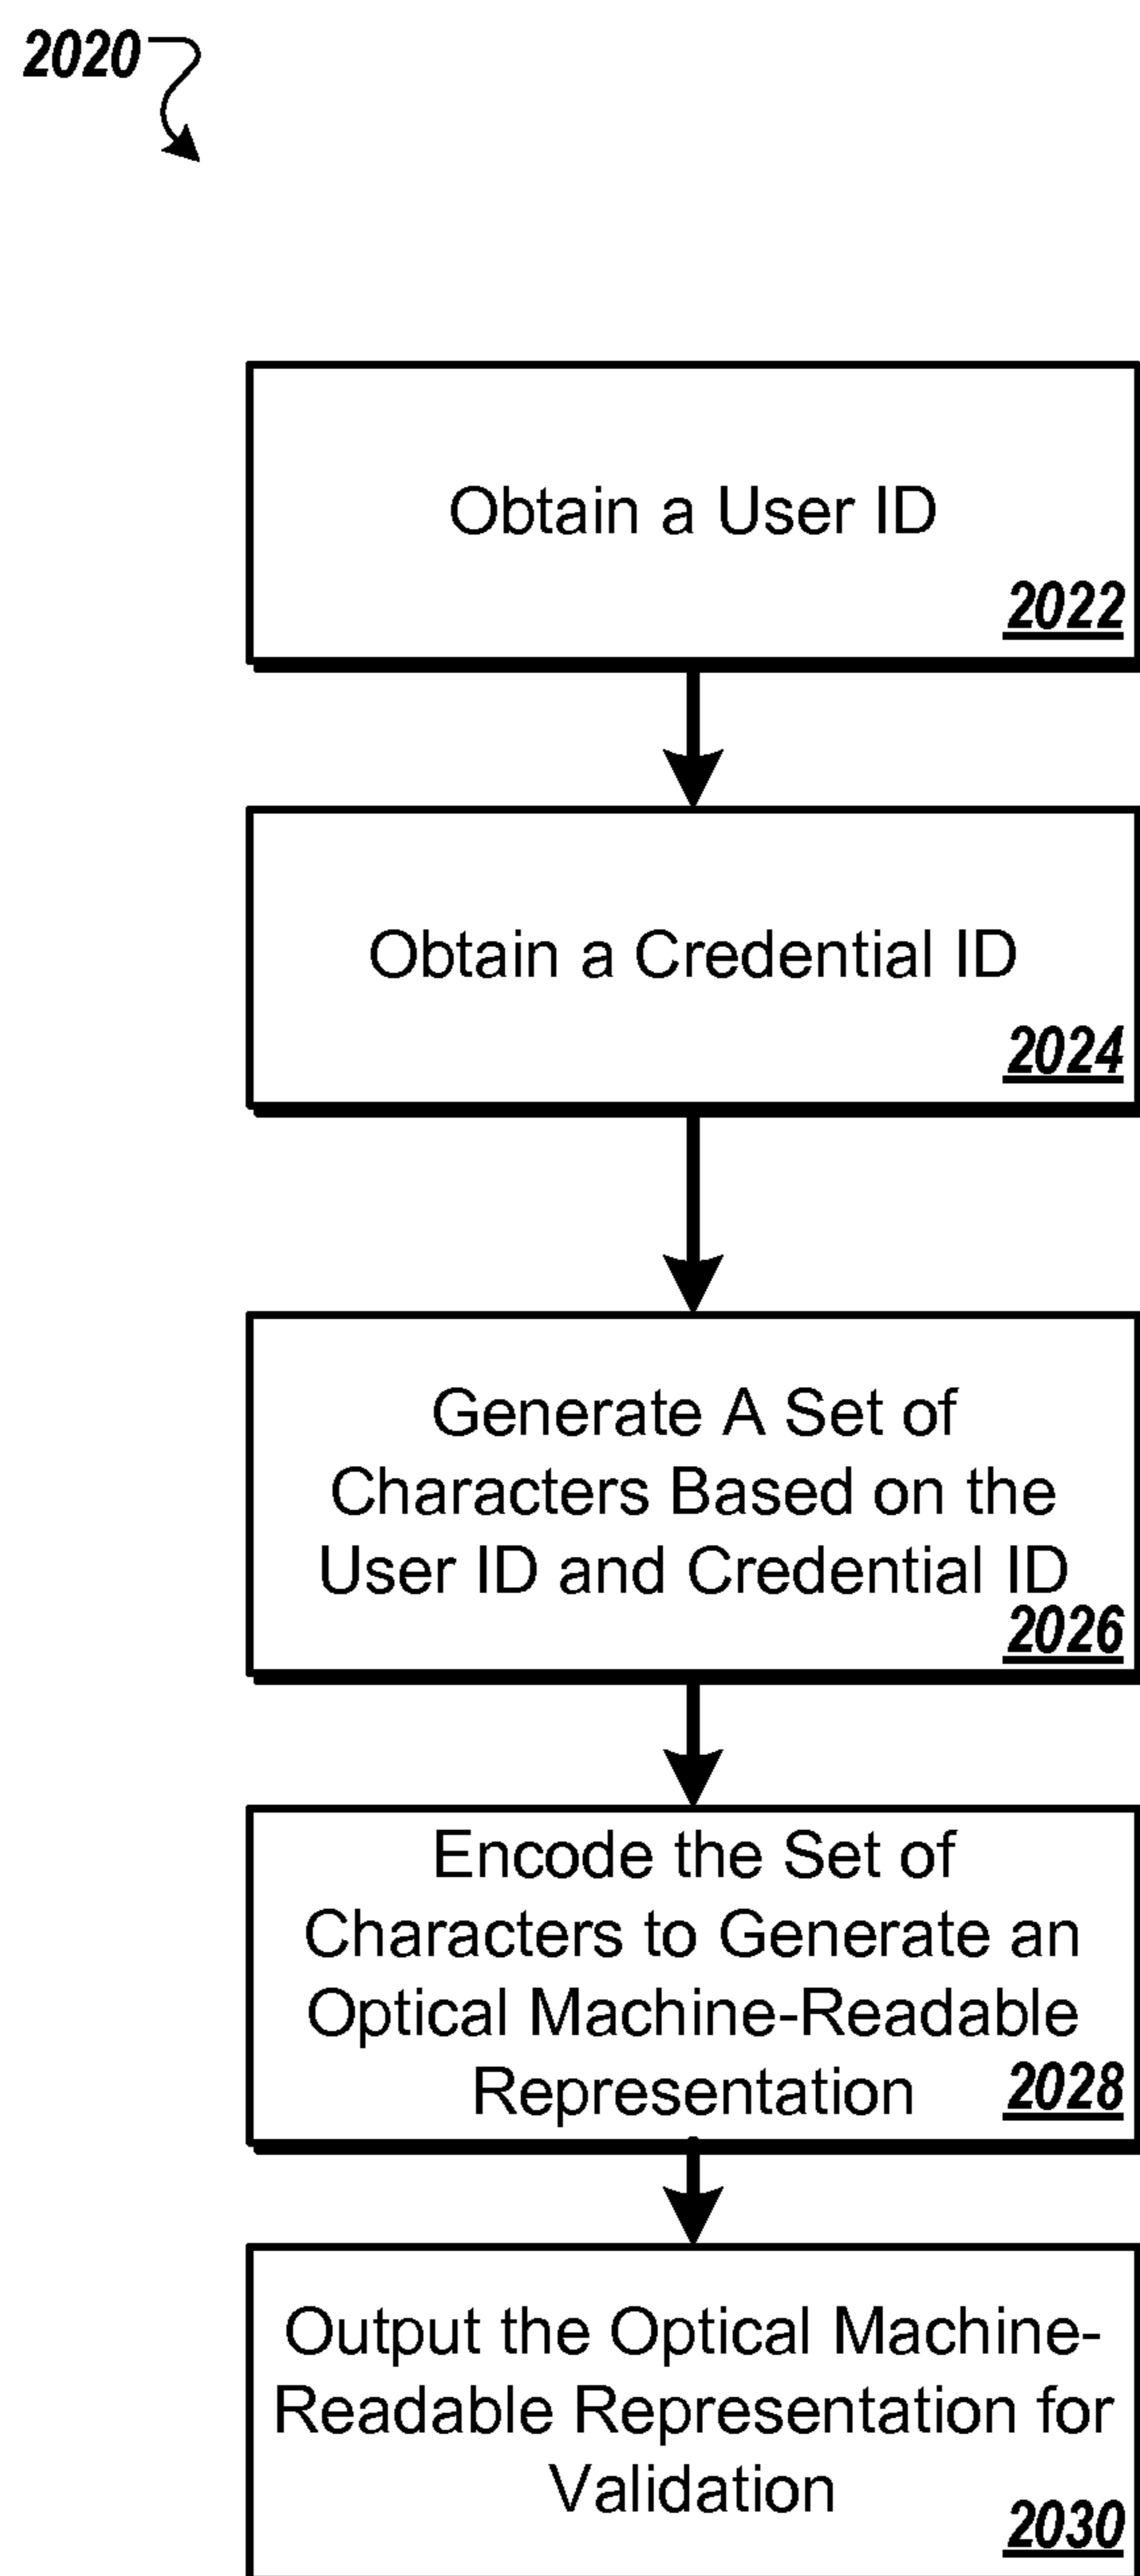 2020
Obtain a User ID
2022
Obtain a Credential ID
2024
Generate A Set of
Characters Based on the
User ID and Credential ID
2026
Encode the Set of
Characters to Generate an
Optical Machine-Readable
Representation 2028
Output the Optical Machine-
Readable Representation for
Validation
2030